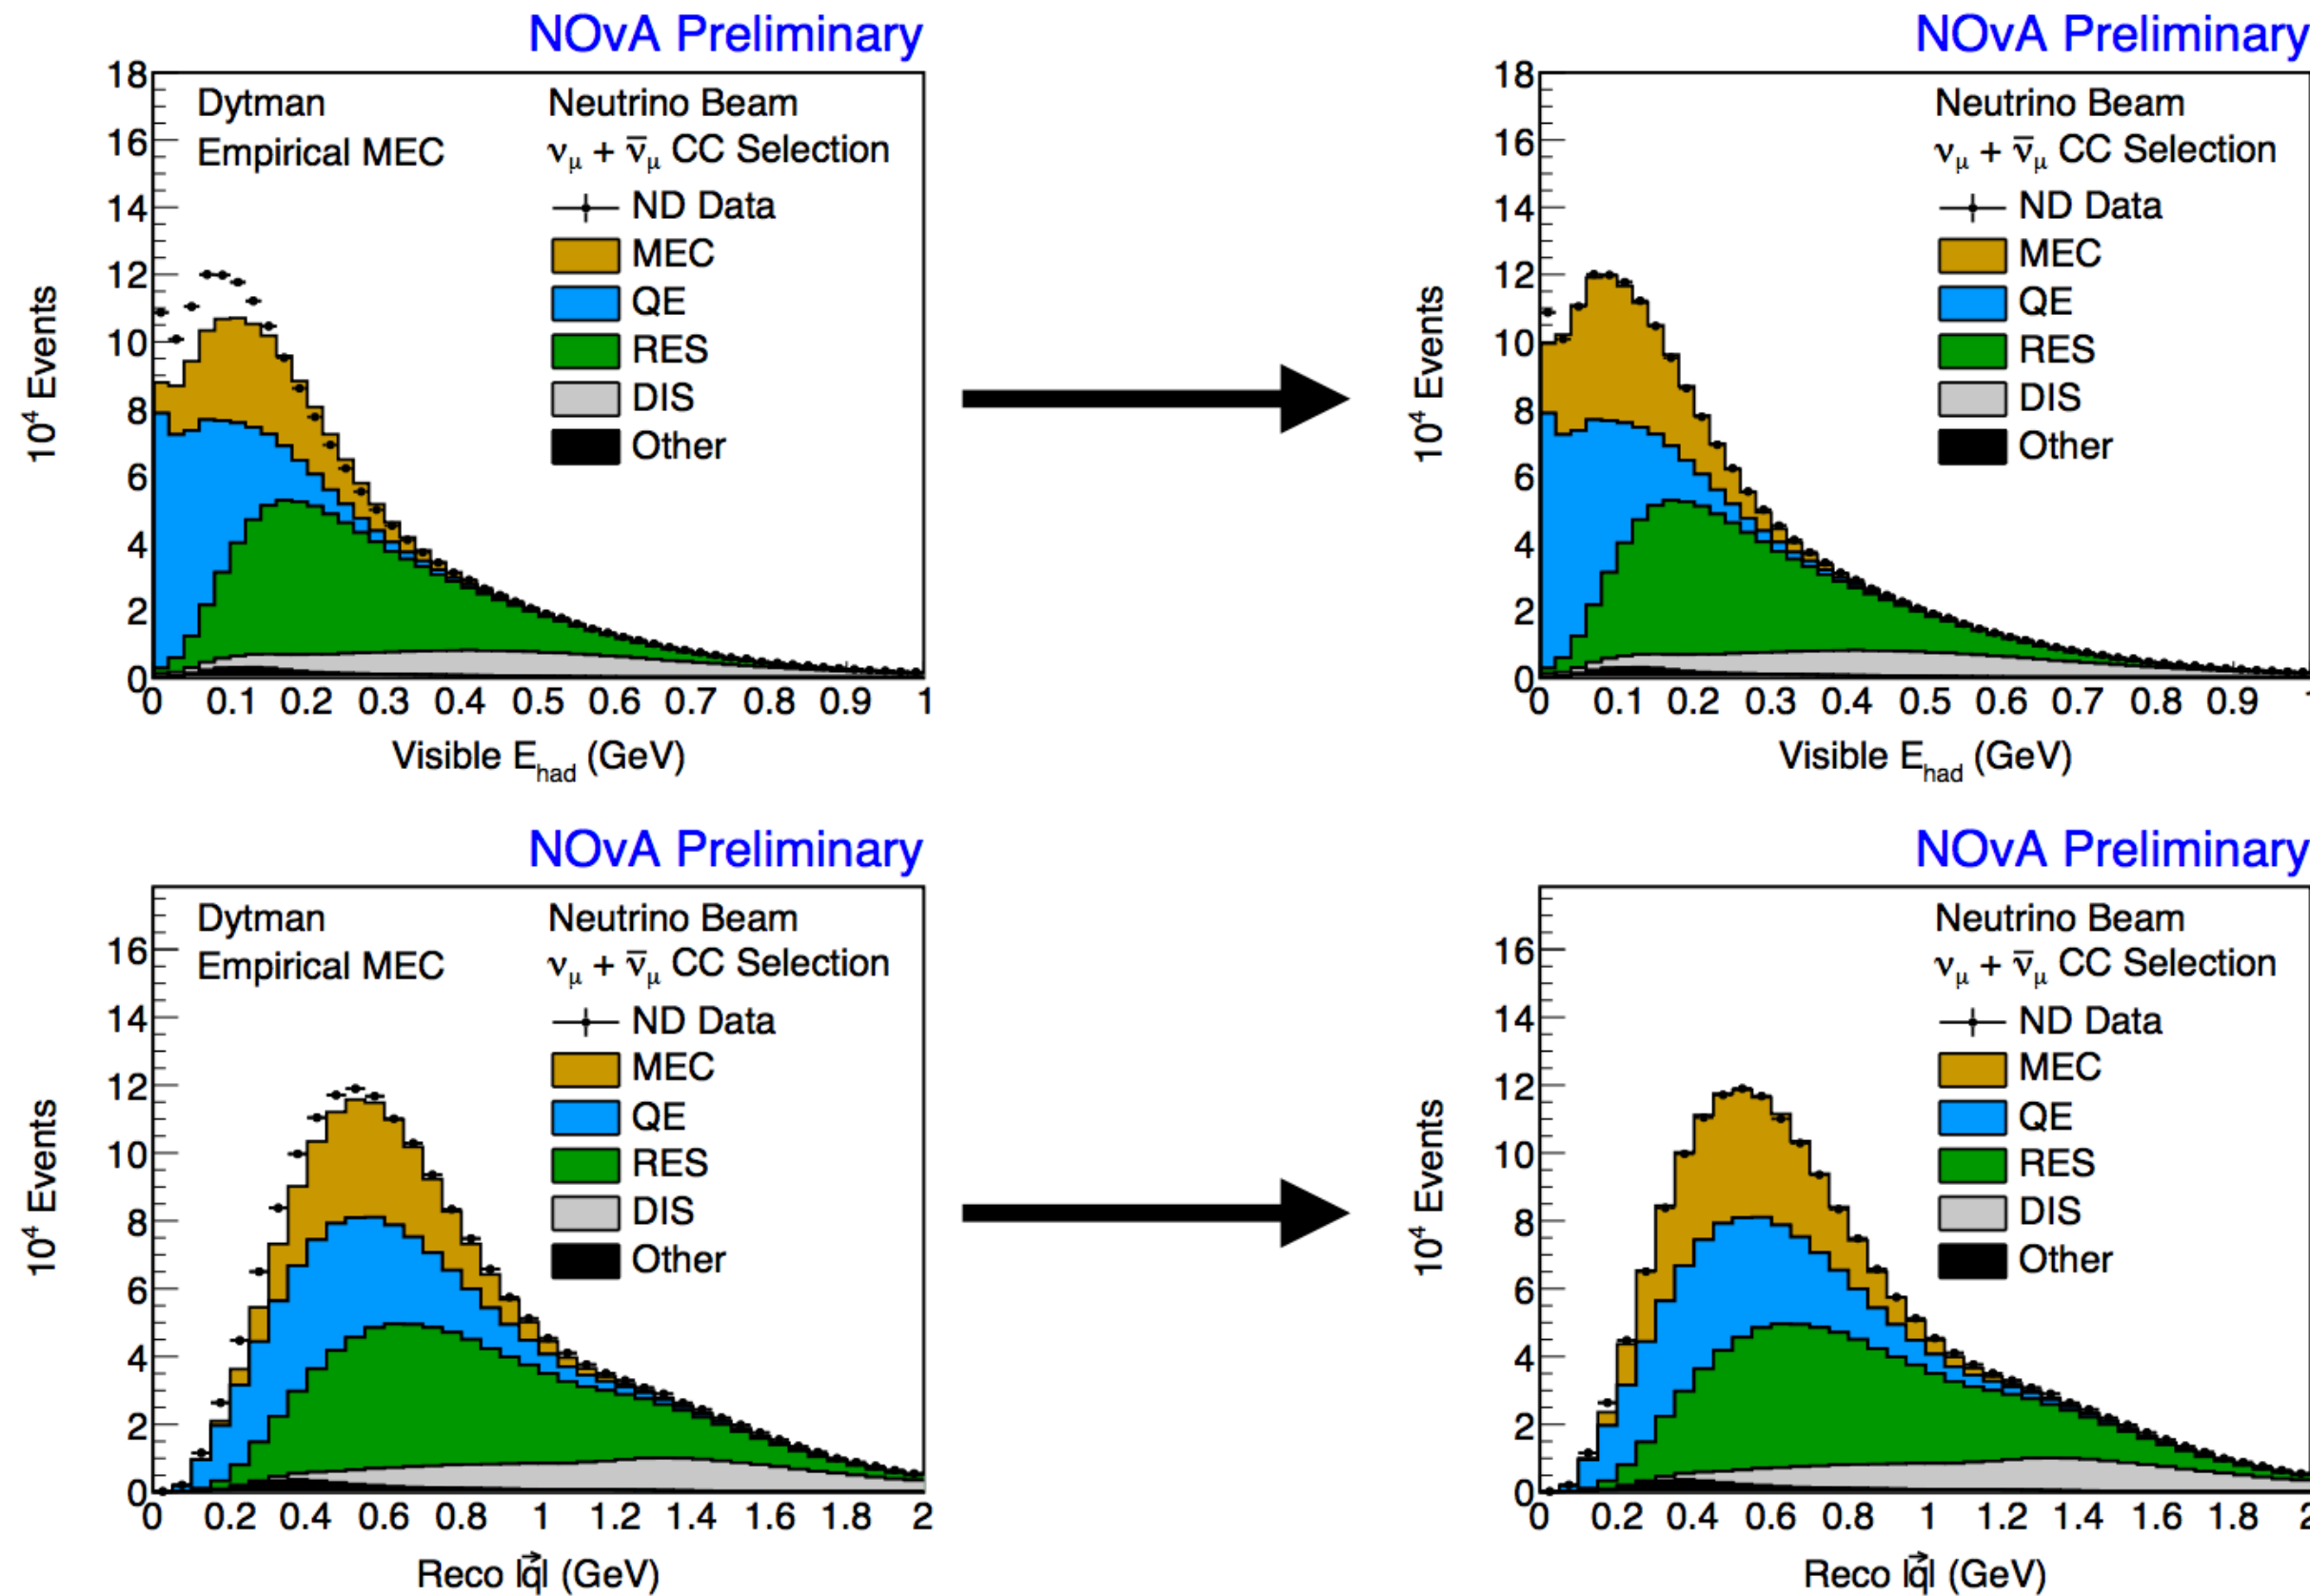 NOvA Preliminary
18
16
14
12
10
8
6
4
2
0
10⁴ Events
Dytman
Empirical MEC
Neutrino Beam
νμ + ν̄μ CC Selection
ND Data
MEC
QE
RES
DIS
Other
0 0.1 0.2 0.3 0.4 0.5 0.6 0.7 0.8 0.9 1
Visible Ehad (GeV)
NOvA Preliminary
18
16
14
12
10
8
6
4
2
0
10⁴ Events
Neutrino Beam
νμ + ν̄μ CC Selection
ND Data
MEC
QE
RES
DIS
Other
0 0.1 0.2 0.3 0.4 0.5 0.6 0.7 0.8 0.9 1
Visible Ehad (GeV)
NOvA Preliminary
16
14
12
10
8
6
4
2
0
10⁴ Events
Dytman
Empirical MEC
Neutrino Beam
νμ + ν̄μ CC Selection
ND Data
MEC
QE
RES
DIS
Other
0 0.2 0.4 0.6 0.8 1 1.2 1.4 1.6 1.8 2
Reco |q⃗| (GeV)
NOvA Preliminary
16
14
12
10
8
6
4
2
0
10⁴ Events
Neutrino Beam
νμ + ν̄μ CC Selection
ND Data
MEC
QE
RES
DIS
Other
0 0.2 0.4 0.6 0.8 1 1.2 1.4 1.6 1.8 2
Reco |q⃗| (GeV)